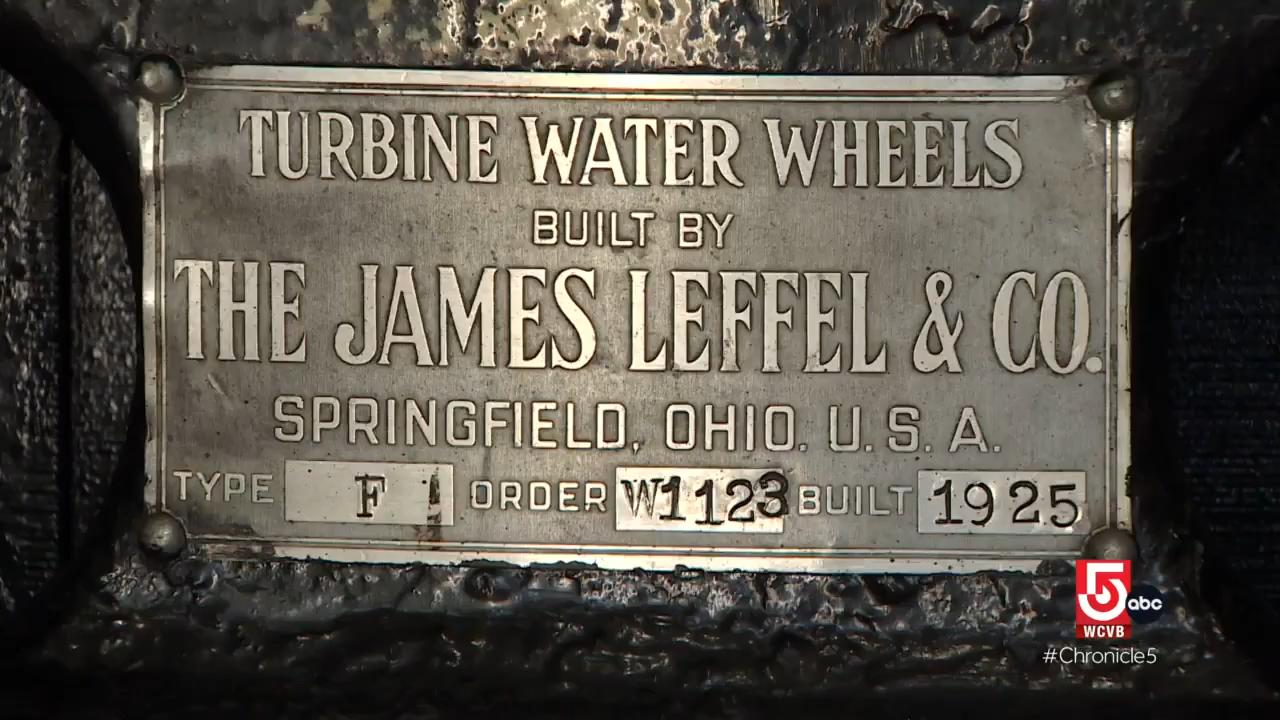 TURBINE WATER WHEELS
BUILT BY
THE JAMES LEFFEL & CO.
SPRINGFIELD, OHIO. U. S. A.
TYPE F ORDER W1123 BUILT 1925
5 abc
WCVB
#Chronicle5